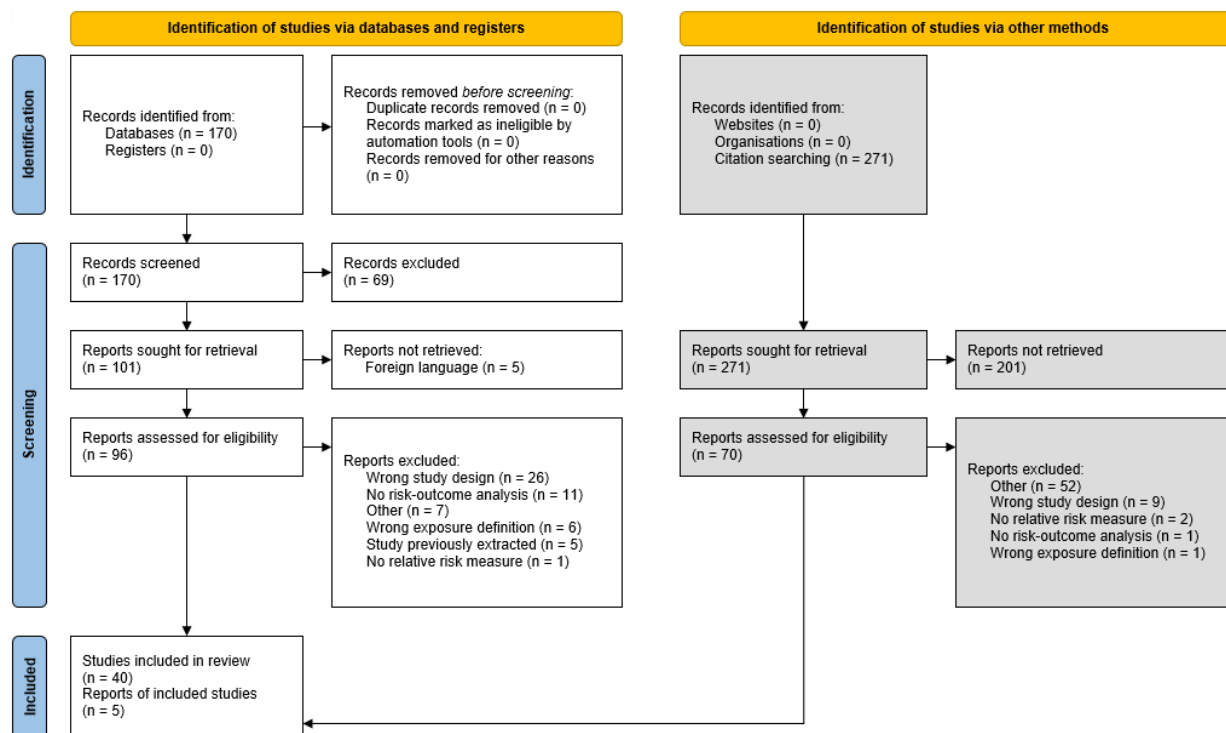 Identification of studies via databases and registers
Identification of studies via other methods
Identification
Records identified from:
Databases (n = 170)
Registers (n = 0)
Records removed before screening:
Duplicate records removed (n = 0)
Records marked as ineligible by
automation tools (n = 0)
Records removed for other reasons
(n = 0)
Records identified from:
Websites (n = 0)
Organisations (n = 0)
Citation searching (n = 271)
Screening
Records screened
(n = 170)
Records excluded
(n = 69)
Reports sought for retrieval
(n = 101)
Reports not retrieved:
Foreign language (n = 5)
Reports sought for retrieval
(n = 271)
Reports not retrieved
(n = 201)
Reports assessed for eligibility
(n = 96)
Reports excluded:
Wrong study design (n = 26)
No risk-outcome analysis (n = 11)
Other (n = 7)
Wrong exposure definition (n = 6)
Study previously extracted (n = 5)
No relative risk measure (n = 1)
Reports assessed for eligibility
(n = 70)
Reports excluded:
Other (n = 52)
Wrong study design (n = 9)
No relative risk measure (n = 2)
No risk-outcome analysis (n = 1)
Wrong exposure definition (n = 1)
Included
Studies included in review
(n = 40)
Reports of included studies
(n = 5)